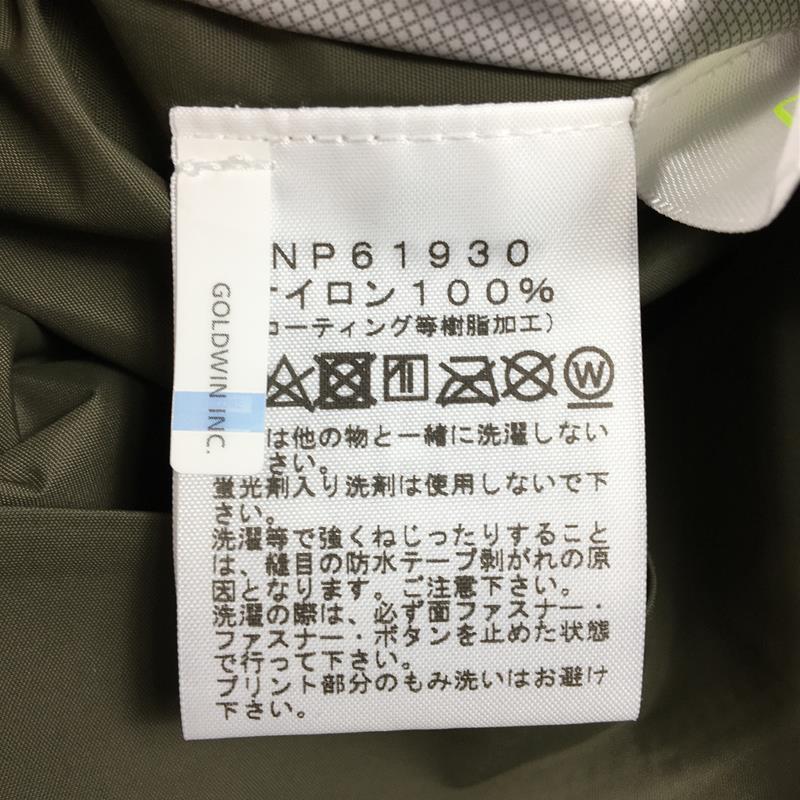 NP61930
イロン100%
ーティング等樹脂加工)
W
GOLDWIN INC.
は他の物と一緒に洗濯しない
さい。
蛍光剤入り洗剤は使用しないで下
さい。
洗濯等で強くねじったりすること
は、縫目の防水テープ剥がれの原
因となります。ご注意下さい。
洗濯の際は、必ず面ファスナー・
ファスナー・ボタンを止めた状態
で行って下さい。
プリント部分のもみ洗いはお避け
下さい。